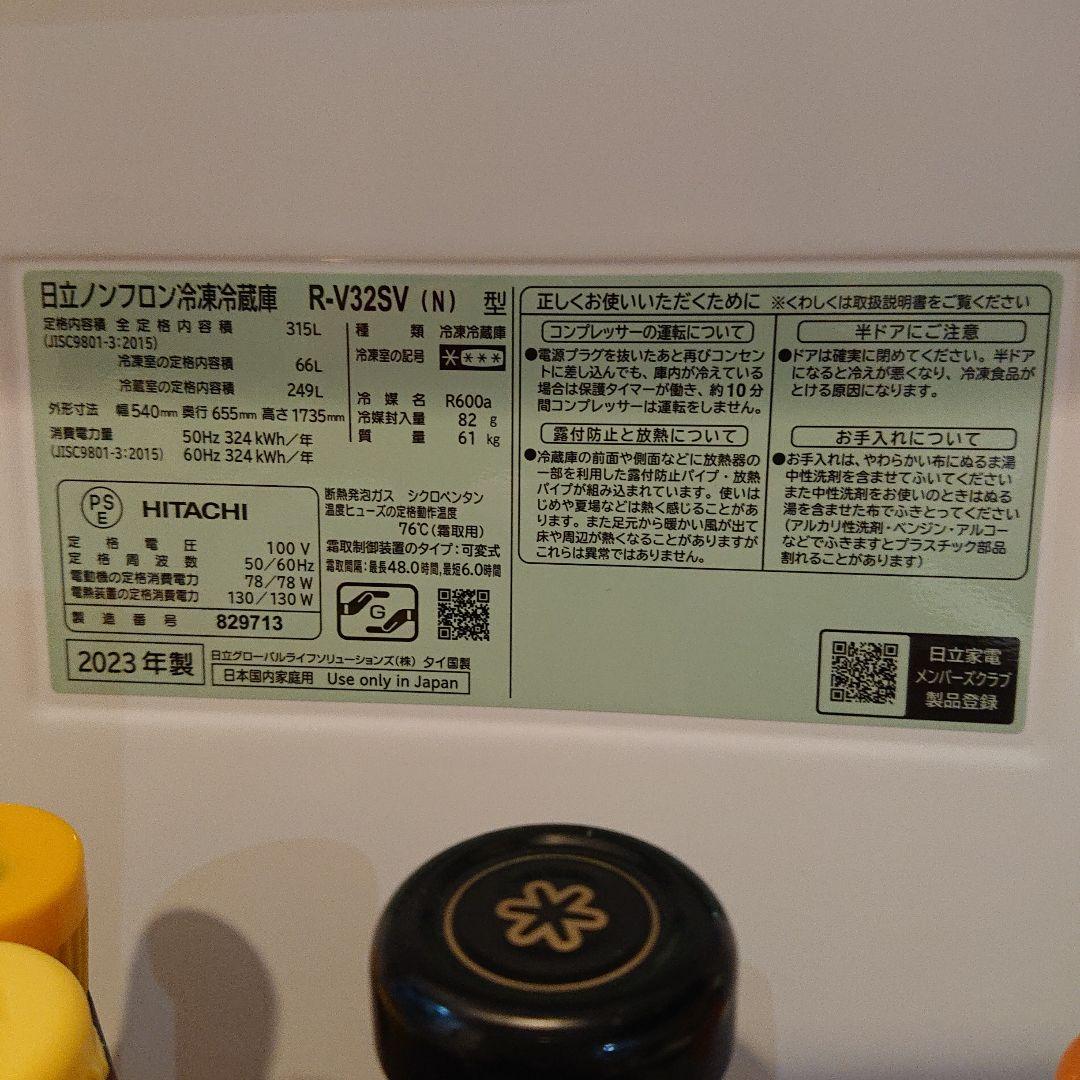 日立ノンフロン冷凍冷蔵庫 R-V32SV (N) 型
定格内容積 全定格内容積 315L
(JISC9801-3:2015)
冷凍室の定格内容積 66L
冷蔵室の定格内容積 249L
外形寸法 幅540mm 奥行655mm 高さ1735mm
消費電力量 50Hz 324kWh/年
(JISC9801-3:2015) 60Hz 324kWh/年
種類 冷凍冷蔵庫
冷凍室の記号 ****
冷媒名 R600a
冷媒封入量 82 g
質量 61 kg
PS
E
HITACHI
定格電圧 100V
定格周波数 50/60Hz
電動機の定格消費電力 78/78W
電熱装置の定格消費電力 130/130W
製造番号 829713
断熱発泡ガス シクロペンタン
温度ヒューズの定格動作温度
76℃(霜取用)
霜取制御装置のタイプ:可変式
霜取間隔:最長48.0時間,最短6.0時間
G
2023年製
日立グローバルライフソリューションズ(株) タイ国製
日本国内家庭用 Use only in Japan
正しくお使いいただくために ※くわしくは取扱説明書をご覧ください
コンプレッサーの運転について
●電源プラグを抜いたあと再びコンセン
トに差し込んでも、庫内が冷えている
場合は保護タイマーが働き、約10分
間コンプレッサーは運転をしません。
露付防止と放熱について
●冷蔵庫の前面や側面などに放熱器の
一部を利用した露付防止パイプ・放熱
パイプが組み込まれています。使いは
じめや夏場などは熱く感じることがあ
ります。また足元から暖かい風が出て
床や周辺が熱くなることがありますが
これらは異常ではありません。
半ドアにご注意
●ドアは確実に閉めてください。半ドア
になると冷えが悪くなり、冷凍食品が
とける原因になります。
お手入れについて
●お手入れは、やわらかい布にぬるま湯
中性洗剤を含ませてふいてください
また中性洗剤をお使いのときはぬる
湯を含ませた布でふきとってください
(アルカリ性洗剤・ベンジン・アルコー
などでふきますとプラスチック部品
割れることがあります)
日立家電
メンバーズクラブ
製品登録